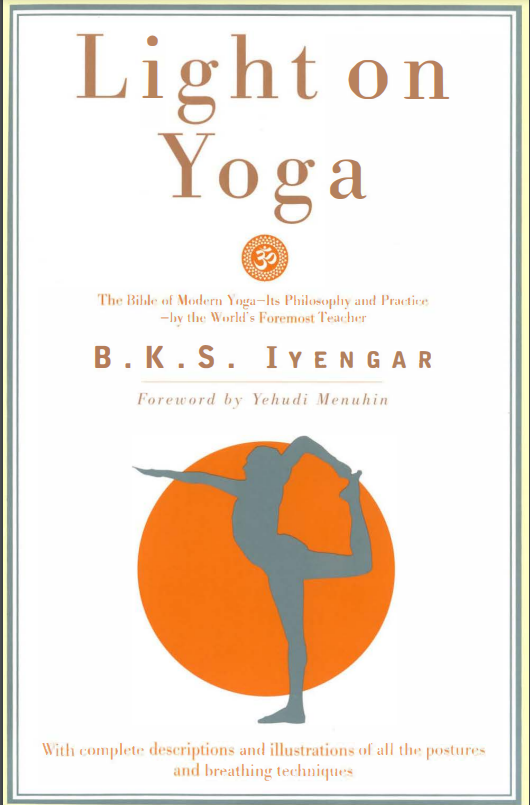 Light on
Yoga
ॐ
The Bible of Modern Yoga—Its Philosophy and Practice
—by the World's Foremost Teacher
B.K.S. IYENGAR
Foreword by Yehudi Menuhin
With complete descriptions and illustrations of all the postures
and breathing techniques